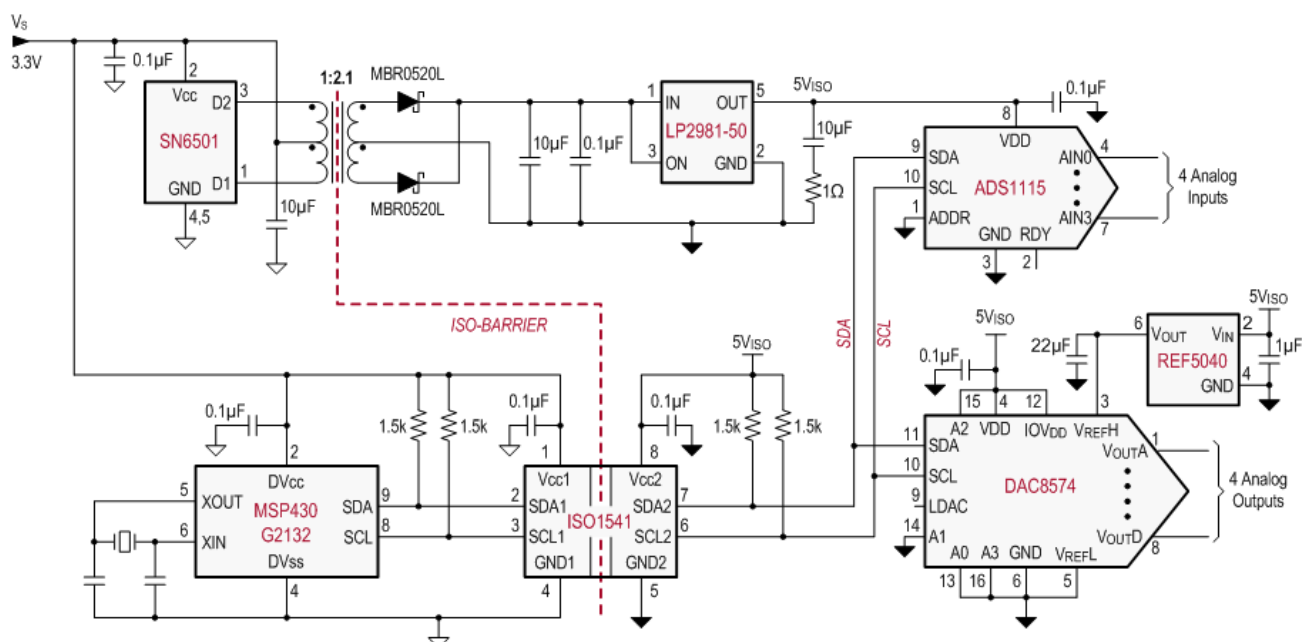 VS
3.3V
0.1µF
2
Vcc
3
D2
SN6501
1
D1
GND
4,5
10µF
1:2.1
MBR0520L
MBR0520L
10µF
0.1µF
1
IN
OUT
5
LP2981-50
3
ON
GND
2
5VISO
10µF
1Ω
0.1µF
8
VDD
9
SDA
AIN0
4
10
SCL
ADS1115
4 Analog
Inputs
1
ADDR
AIN3
7
GND
RDY
3
2
ISO-BARRIER
SDA
SCL
0.1µF
2
DVcc
5
XOUT
MSP430
G2132
SDA
9
6
XIN
SCL
8
DVss
4
1.5k
1.5k
0.1µF
1
Vcc1
2
SDA1
3
SCL1
GND1
4
ISO1541
0.1µF
8
Vcc2
SDA2
7
SCL2
6
GND2
5
5VISO
1.5k
1.5k
5VISO
0.1µF
15
4
12
3
A2
VDD
IOVDD
VREFH
11
SDA
VOUTA
1
10
SCL
9
LDAC
DAC8574
4 Analog
Outputs
14
A1
VOUTD
8
A0
A3
GND
VREFL
13
16
6
5
22µF
6
VOUT
VIN
2
REF5040
GND
4
5VISO
1µF